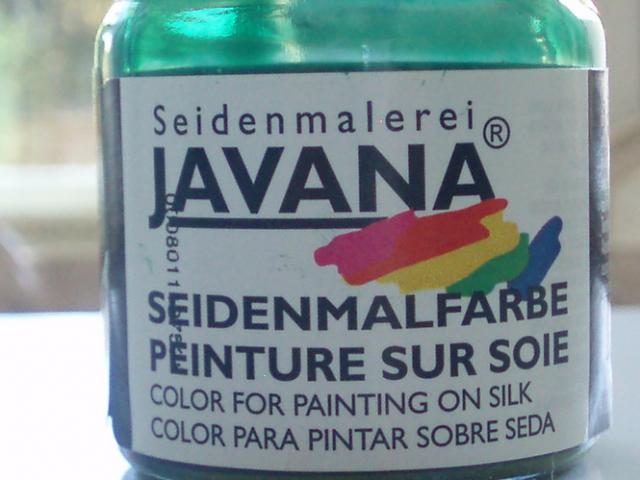 Seidenmalerei
JAVANA®
SEIDENMALFARBE
PEINTURE SUR SOIE
COLOR FOR PAINTING ON SILK
COLOR PARA PINTAR SOBRE SEDA